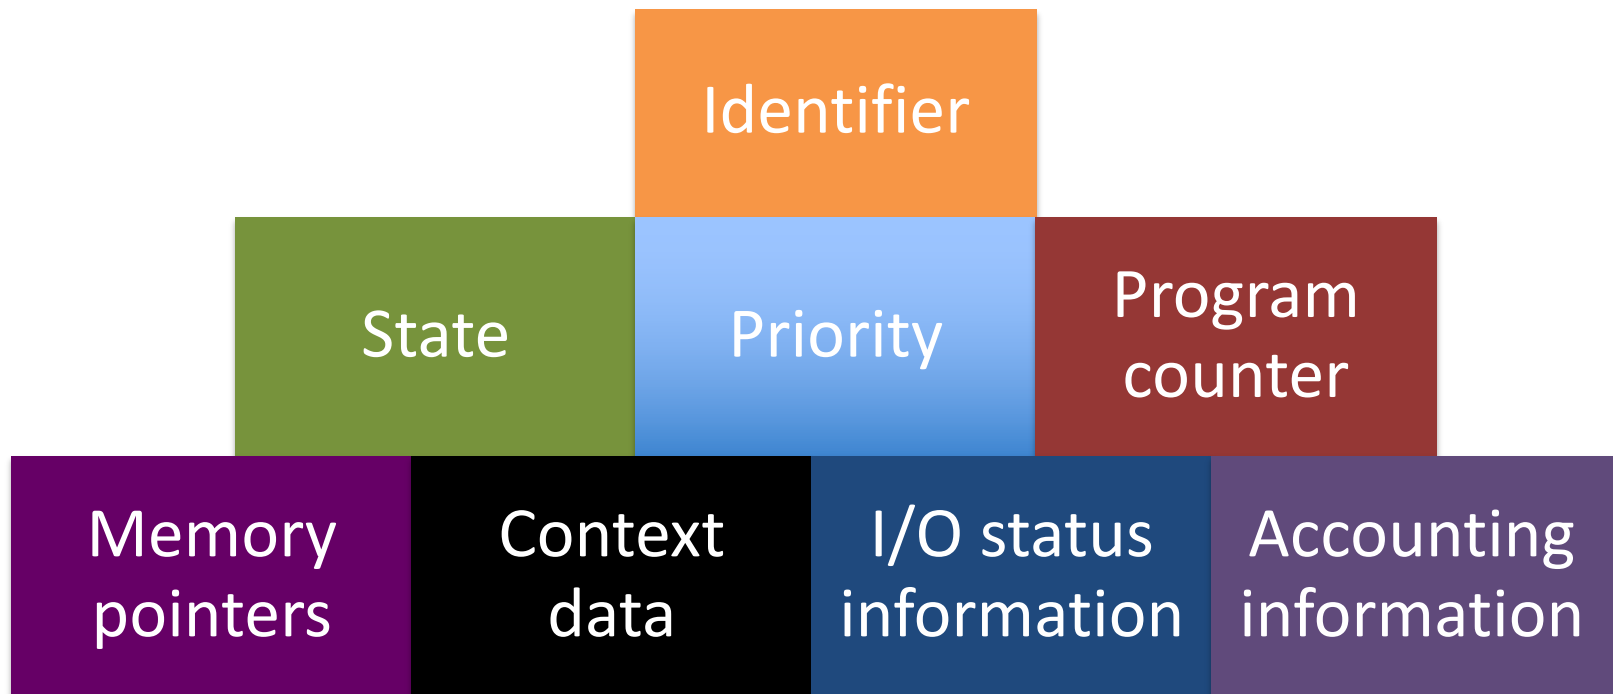 Identifier
State
Priority
Program
counter
Memory
pointers
Context
data
I/O status
information
Accounting
information